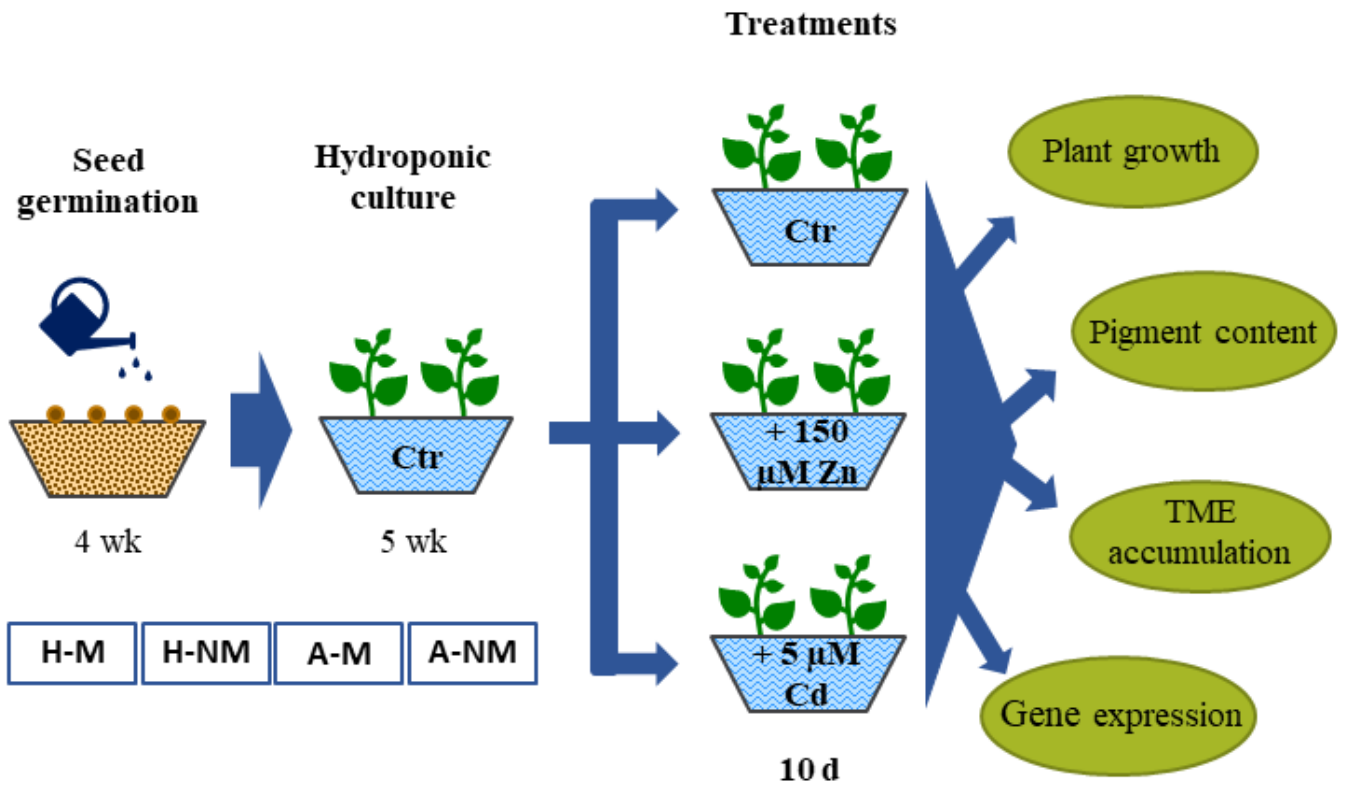 Treatments
Seed
germination
Hydroponic
culture
Ctr
4 wk
5 wk
H-M
H-NM
A-M
A-NM
Ctr
+ 150
µM Zn
+ 5 µM
Cd
10 d
Plant growth
Pigment content
TME
accumulation
Gene expression